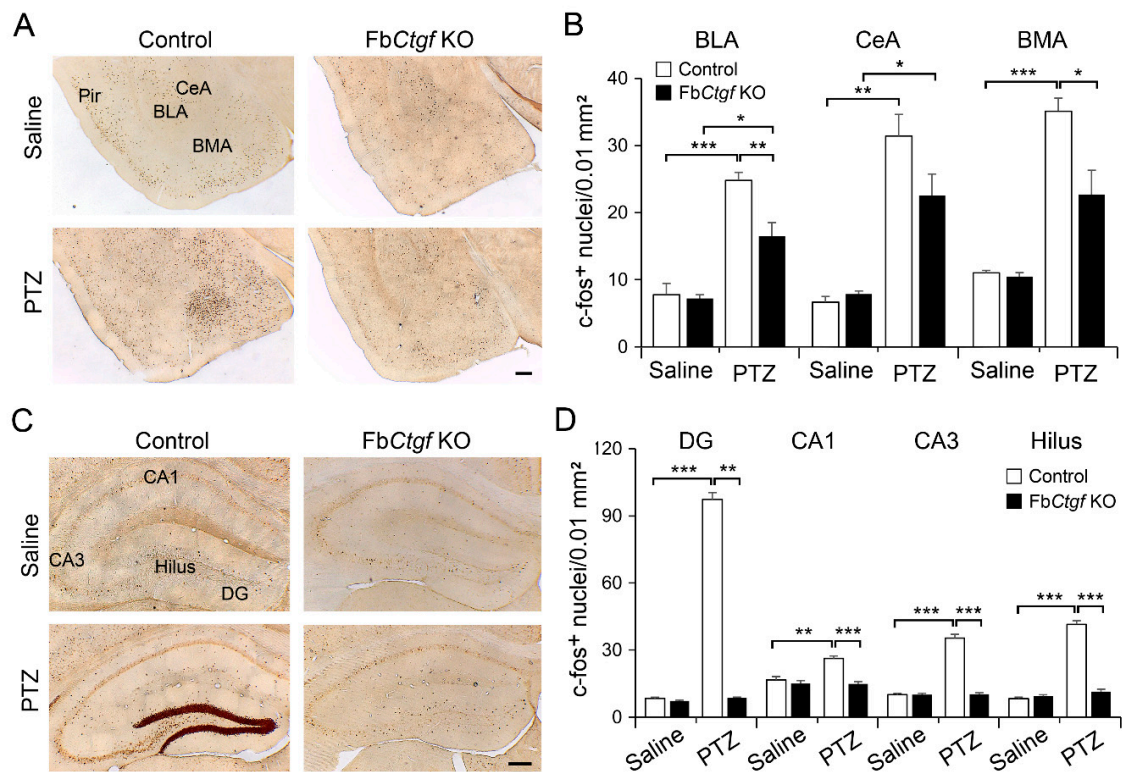 A
Control
FbCtgf KO
Saline
Pir
CeA
BLA
BMA
PTZ
B
BLA
CeA
BMA
Control
FbCtgf KO
c-fos⁺ nuclei/0.01 mm²
40
30
20
10
0
*** * **
** *
*** *
Saline PTZ Saline PTZ Saline PTZ
C
Control
FbCtgf KO
Saline
CA1
CA3
Hilus
DG
PTZ
D
DG
CA1
CA3
Hilus
Control
FbCtgf KO
c-fos⁺ nuclei/0.01 mm²
120
90
60
30
0
*** **
** ***
*** ***
*** ***
Saline PTZ Saline PTZ Saline PTZ Saline PTZ